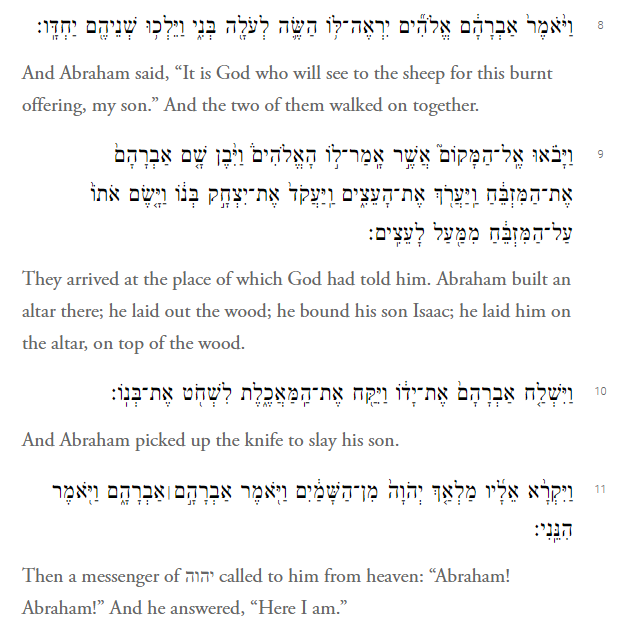 וַיֹּ֙אמֶר֙ אַבְרָהָ֔ם אֱלֹהִ֞ים יִרְאֶה־לּ֥וֹ הַשֶּׂ֛ה לְעֹלָ֖ה בְּנִ֑י וַיֵּלְכ֥וּ שְׁנֵיהֶ֖ם יַחְדָּֽו׃ 8
And Abraham said, “It is God who will see to the sheep for this burnt
offering, my son.” And the two of them walked on together.
וַיָּבֹ֗אוּ אֶֽל־הַמָּקוֹם֮ אֲשֶׁ֣ר אָֽמַר־ל֣וֹ הָאֱלֹהִים֒ וַיִּ֨בֶן שָׁ֤ם אַבְרָהָם֙ 9
אֶת־הַמִּזְבֵּ֔חַ וַֽיַּעֲרֹ֖ךְ אֶת־הָעֵצִ֑ים וַֽיַּעֲקֹד֙ אֶת־יִצְחָ֣ק בְּנ֔וֹ וַיָּ֤שֶׂם אֹתוֹ֙
עַל־הַמִּזְבֵּ֔חַ מִמַּ֖עַל לָעֵצִֽים׃
They arrived at the place of which God had told him. Abraham built an
altar there; he laid out the wood; he bound his son Isaac; he laid him on
the altar, on top of the wood.
וַיִּשְׁלַ֤ח אַבְרָהָם֙ אֶת־יָד֔וֹ וַיִּקַּ֖ח אֶת־הַֽמַּאֲכֶ֑לֶת לִשְׁחֹ֖ט אֶת־בְּנֽוֹ׃ 10
And Abraham picked up the knife to slay his son.
וַיִּקְרָ֨א אֵלָ֜יו מַלְאַ֤ךְ יְהֹוָה֙ מִן־הַשָּׁמַ֔יִם וַיֹּ֖אמֶר אַבְרָהָ֣ם ׀ אַבְרָהָ֑ם וַיֹּ֖אמֶר 11
הִנֵּֽנִי׃
Then a messenger of יהוה called to him from heaven: “Abraham!
Abraham!” And he answered, “Here I am.”